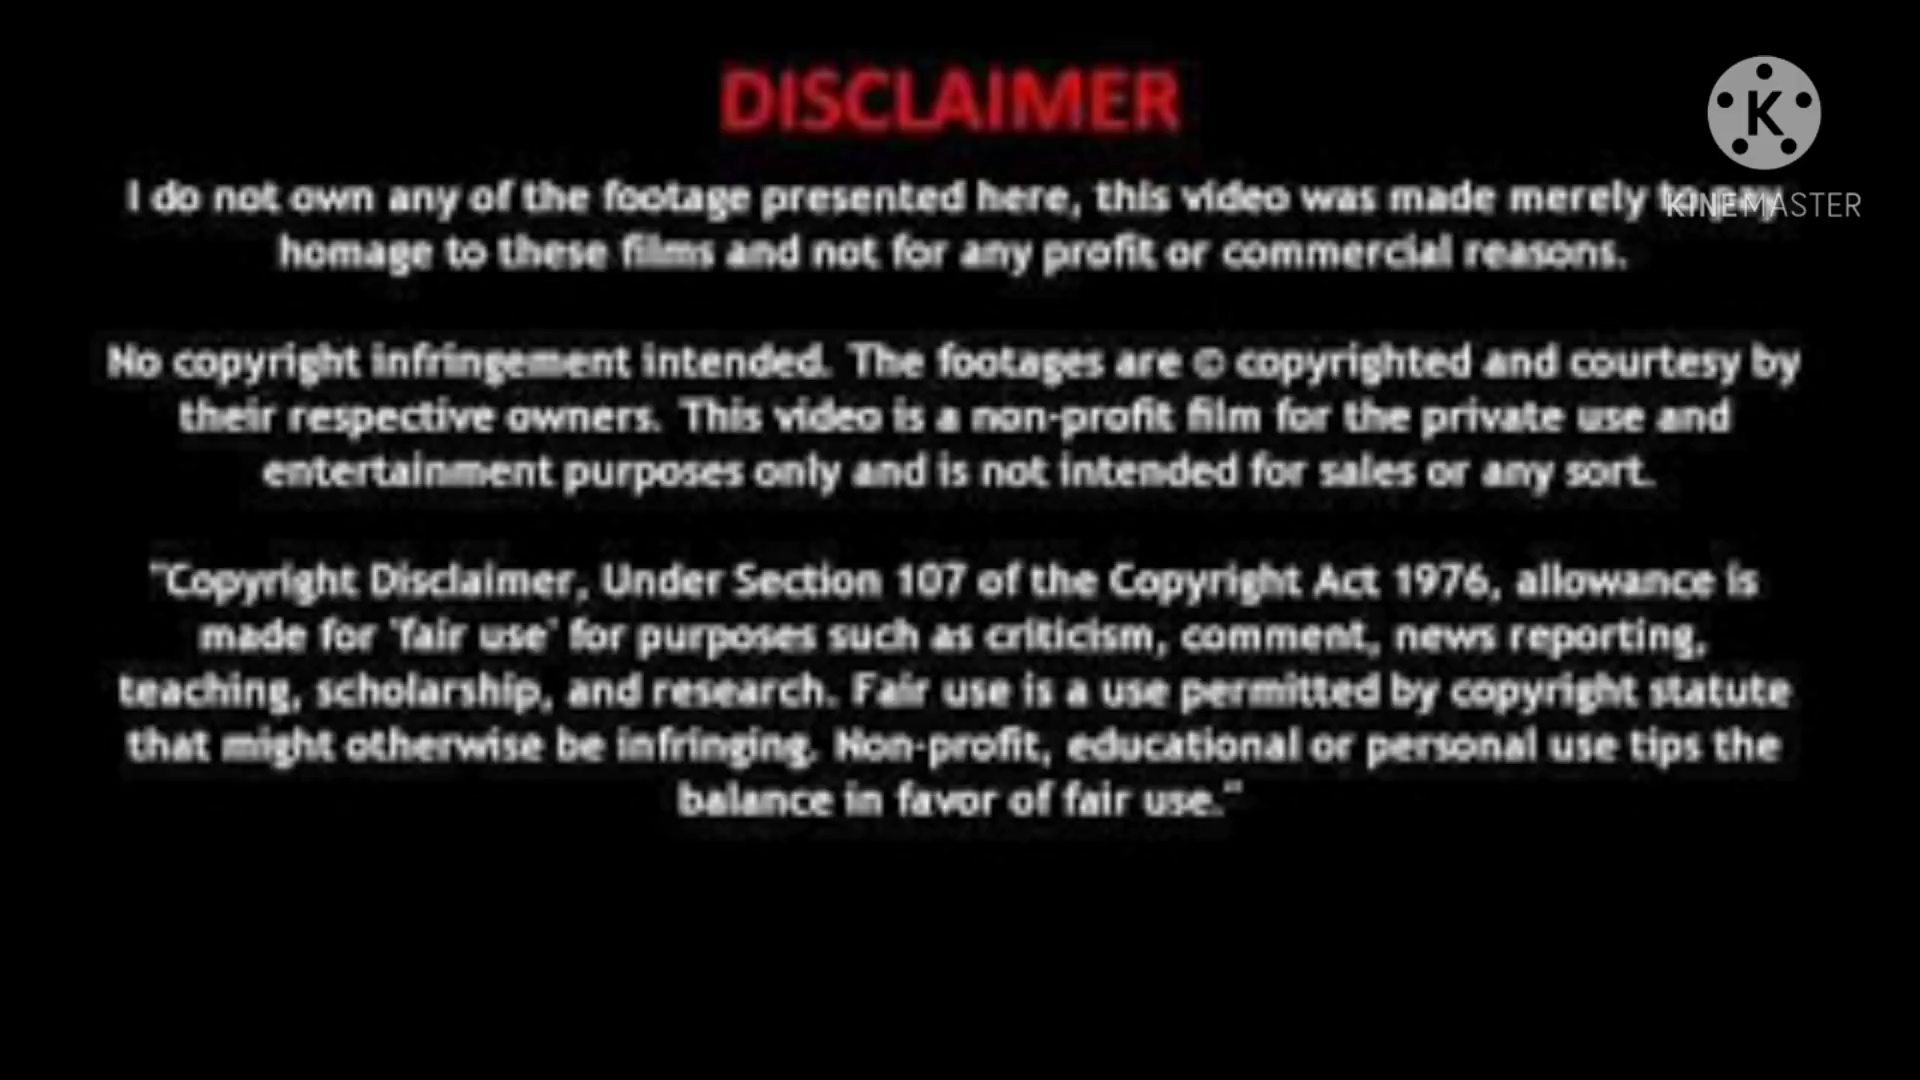 DISCLAIMER
I do not own any of the footage presented here, this video was made merely to pay
homage to these films and not for any profit or commercial reasons.
No copyright infringement intended. The footages are © copyrighted and courtesy by
their respective owners. This video is a non-profit film for the private use and
entertainment purposes only and is not intended for sales or any sort.
"Copyright Disclaimer, Under Section 107 of the Copyright Act 1976, allowance is
made for 'fair use' for purposes such as criticism, comment, news reporting,
teaching, scholarship, and research. Fair use is a use permitted by copyright statute
that might otherwise be infringing. Non-profit, educational or personal use tips the
balance in favor of fair use."
K
KINEMASTER